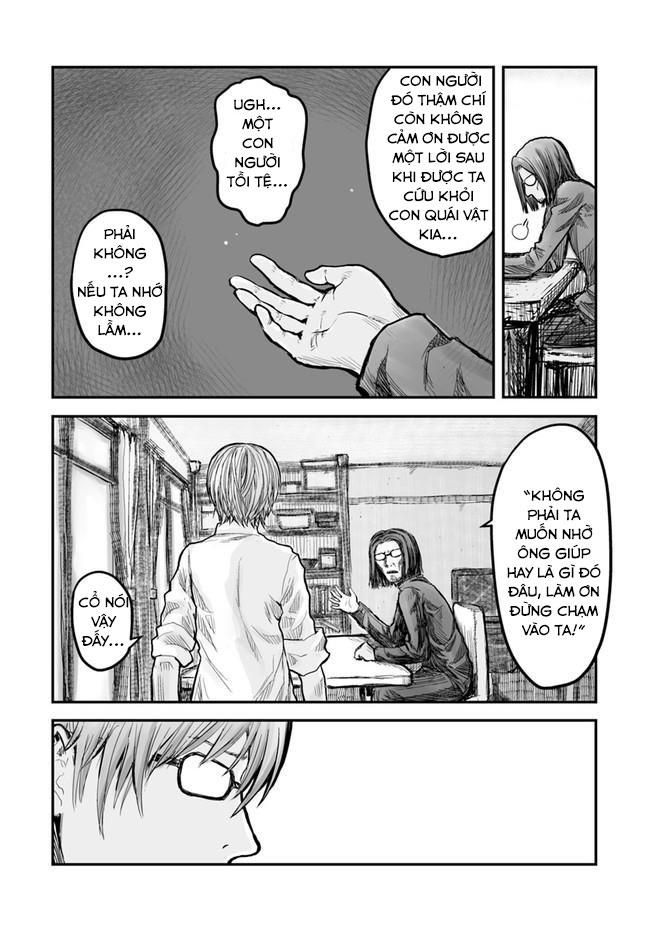 CON NGƯỜI
ĐÓ THẬM CHÍ
CÒN KHÔNG
CẢM ƠN ĐƯỢC
MỘT LỜI SAU
KHI ĐƯỢC TA
CỨU KHỎI
CON QUÁI VẬT
KIA...
UGH...
MỘT
CON
NGƯỜI
TỒI TỆ...
PHẢI
KHÔNG
...?
NẾU TA NHỚ
KHÔNG
LẦM...
"KHÔNG
PHẢI TA
MUỐN NHỜ
ÔNG GIÚP
HAY LÀ GÌ ĐÓ
ĐÂU, LÀM ƠN
ĐỪNG CHẠM
VÀO TA!"
CỔ NÓI
VẬY
ĐẤY...